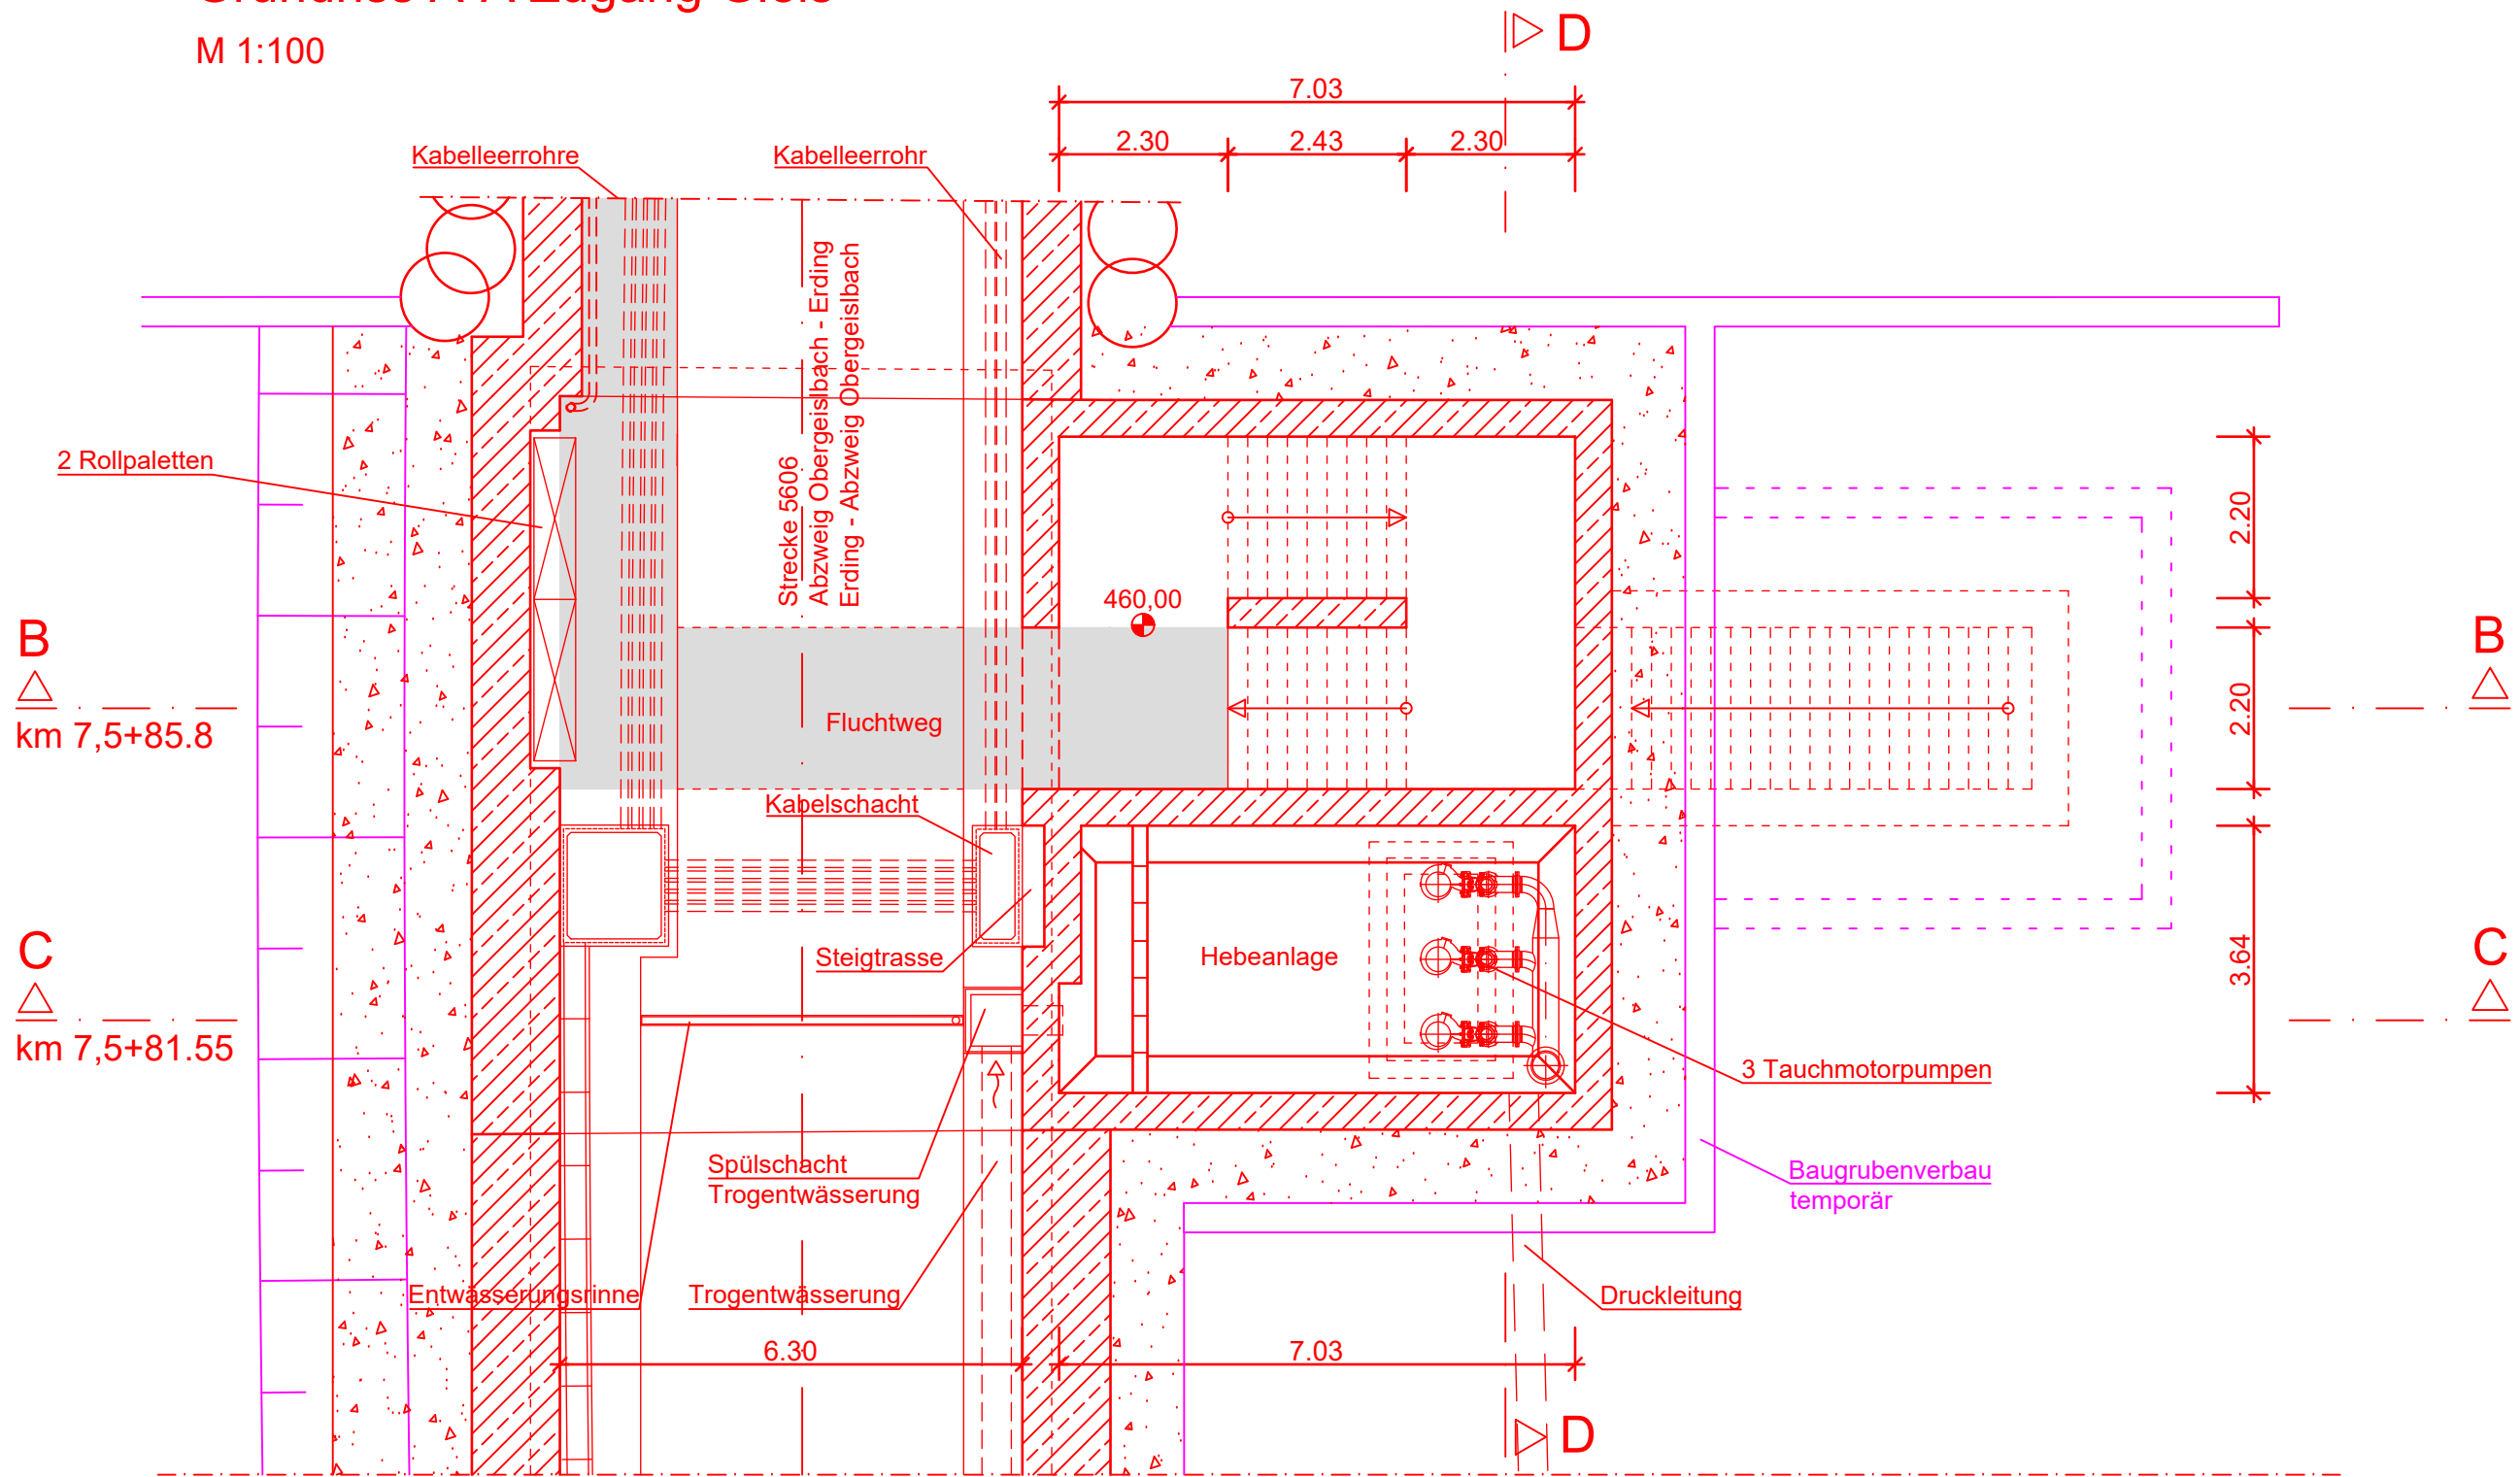 M 1:100
D
7.03
2.30
2.43
2.30
Kabelleerrohre
Kabelleerrohr
Strecke 5606
Abzweig Obergeislbach - Erding
Erding - Abzweig Obergeislbach
2 Rollpaletten
2.20
460,00
B
B
2.20
km 7,5+85.8
Fluchtweg
Kabelschacht
C
C
Steigtrasse
Hebeanlage
3.64
km 7,5+81.55
3 Tauchmotorpumpen
Spülschacht
Trogentwässerung
Baugrubenverbau
temporär
Entwässerungsrinne
Trogentwässerung
Druckleitung
6.30
7.03
D